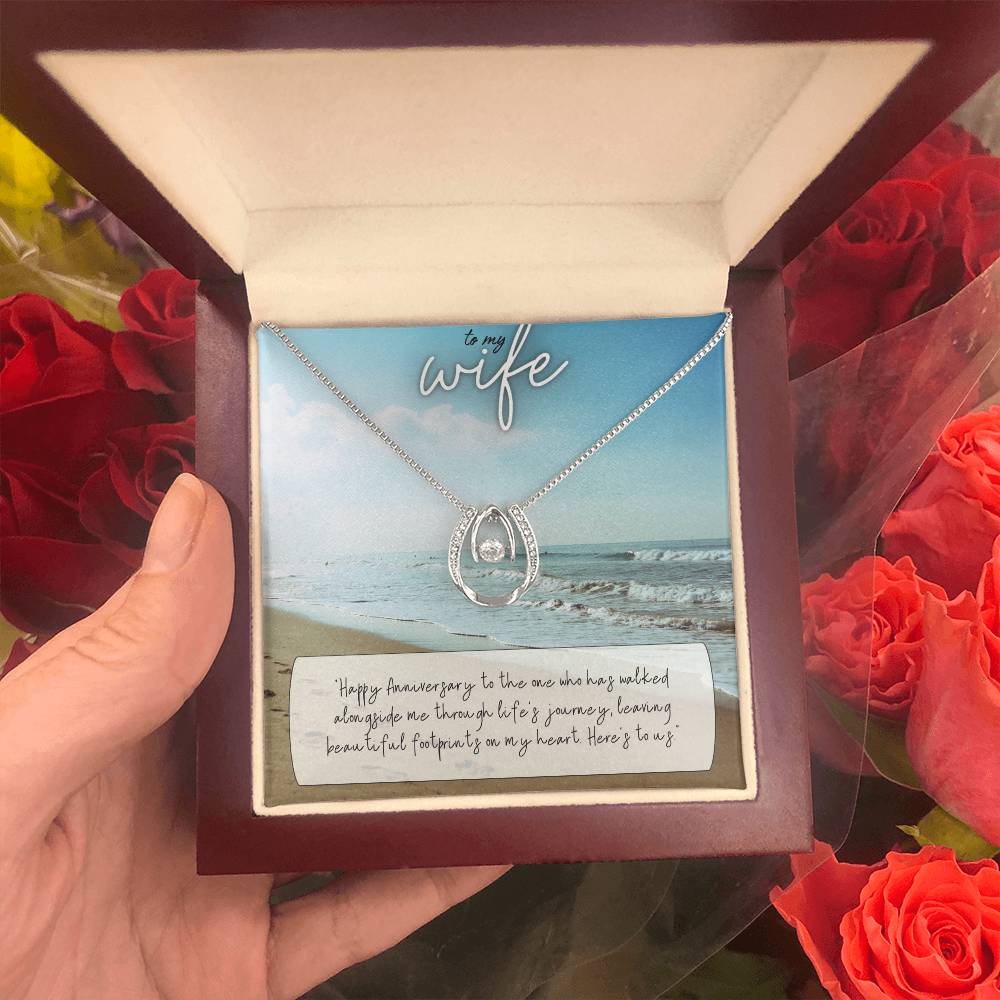 to my
wife
"Happy Anniversary to the one who has walked
alongside me through life's journey, leaving
beautiful footprints on my heart. Here's to us."